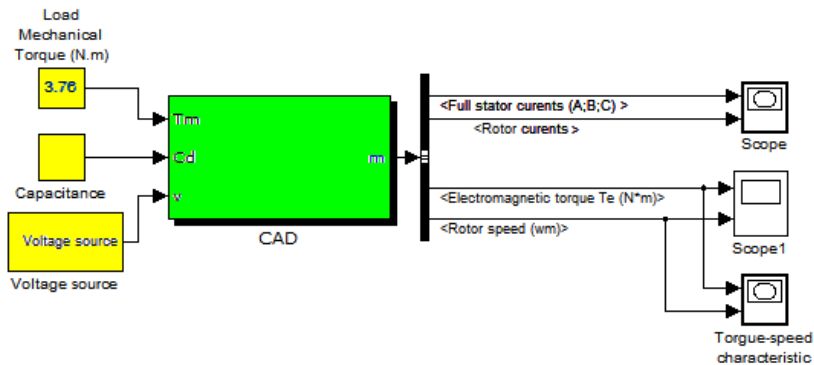 Load
Mechanical
Torque (N.m)
3.76
Tm
Cd
v
m
CAD
Capacitance
Voltage source
Voltage source
<Full stator curents (A;B;C) >
<Rotor curents >
<Electromagnetic torque Te (N*m)>
<Rotor speed (wm)>
Scope
Scope1
Torgue-speed
characteristic